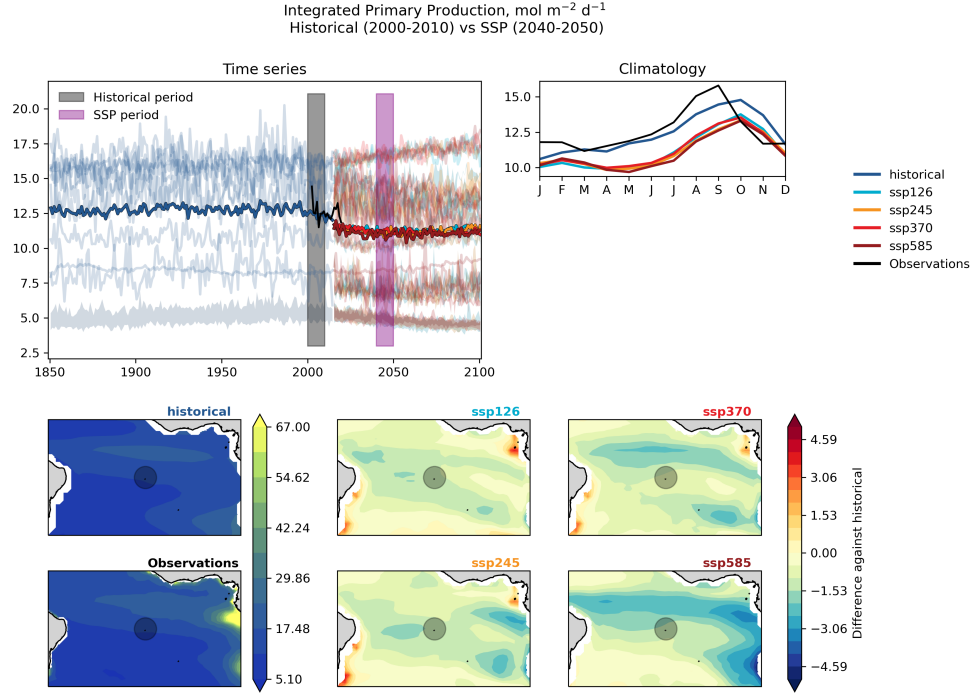 Integrated Primary Production, mol m⁻² d⁻¹
Historical (2000-2010) vs SSP (2040-2050)
Time series
Historical period
SSP period
20.0
17.5
15.0
12.5
10.0
7.5
5.0
2.5
1850
1900
1950
2000
2050
2100
Climatology
15.0
12.5
10.0
J F M A M J J A S O N D
historical
ssp126
ssp245
ssp370
ssp585
Observations
historical
Observations
67.00
54.62
42.24
29.86
17.48
5.10
ssp126
ssp370
ssp245
ssp585
4.59
3.06
1.53
0.00
−1.53
−3.06
−4.59
Difference against historical